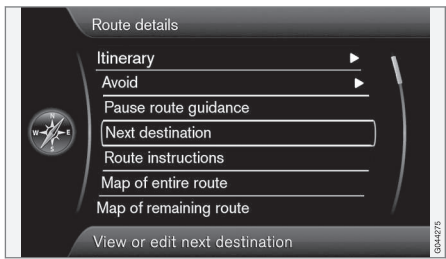 Route details
Itinerary
Avoid
Pause route guidance
Next destination
Route instructions
Map of entire route
Map of remaining route
View or edit next destination
N
W E
S
G044275